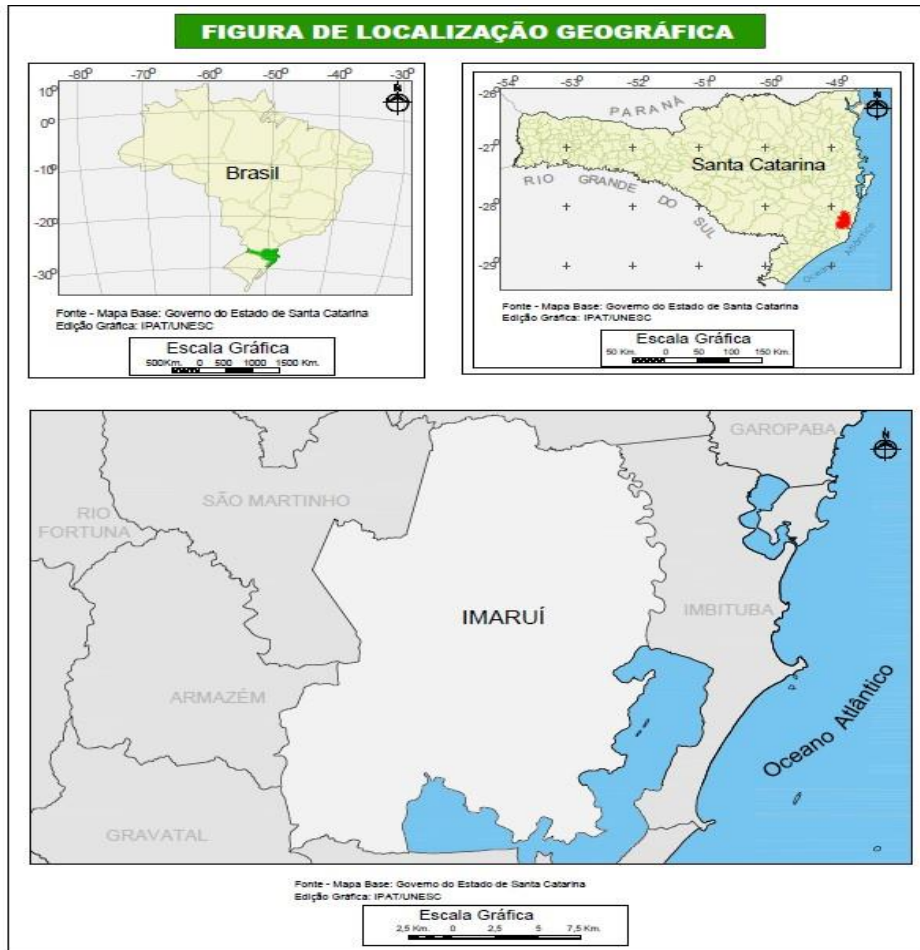 FIGURA DE LOCALIZAÇÃO GEOGRÁFICA
-80º -70º -60º -50º -40º -30º
10º
0º
-10º
-20º
-30º
N
Brasil
Fonte - Mapa Base: Governo do Estado de Santa Catarina
Edição Gráfica: IPAT/UNESC
Escala Gráfica
500Km. 0 500 1000 1500 Km.
-54º -53º -52º -51º -50º -49º
-26º
-27º
-28º
-29º
N
PARANÁ
Santa Catarina
RIO GRANDE DO SUL
Oceano Atlântico
Fonte - Mapa Base: Governo do Estado de Santa Catarina
Edição Gráfica: IPAT/UNESC
Escala Gráfica
50 Km. 0 50 100 150 Km.
GAROPABA
N
SÃO MARTINHO
RIO
FORTUNA
IMARUÍ
IMBITUBA
ARMAZÉM
Oceano Atlântico
GRAVATAL
Fonte - Mapa Base: Governo do Estado de Santa Catarina
Edição Gráfica: IPAT/UNESC
Escala Gráfica
2,5 Km. 0 2,5 5 7,5 Km.